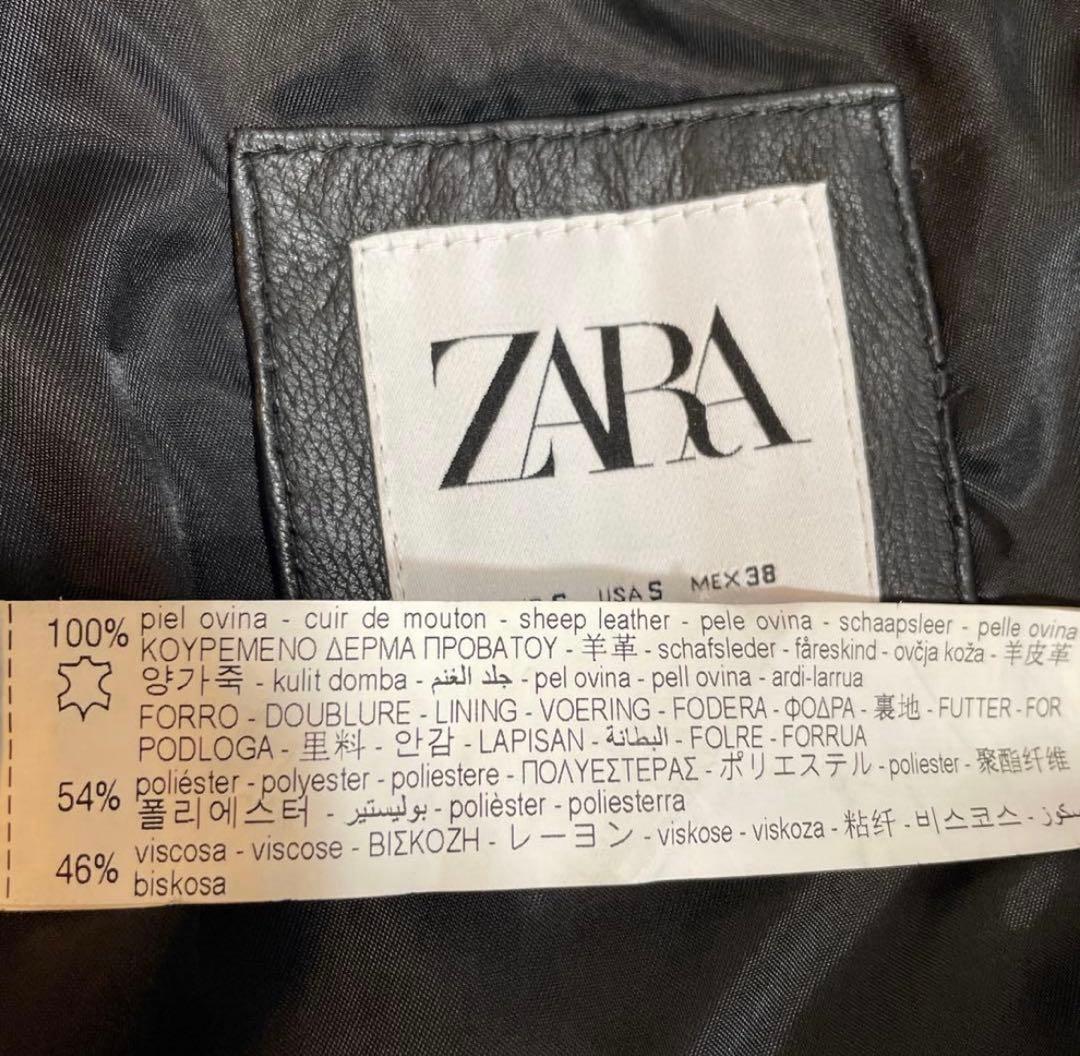 ZARA
USA S MEX 38
100% piel ovina - cuir de mouton - sheep leather - pele ovina - schaapsleer - pelle ovina
ΚΟΥΡΕΜΕΝΟ ΔΕΡΜΑ ΠΡΟΒΑΤΟΥ - 羊革 - schafsleder - fåreskind - ovčja koža - 羊皮革
양가죽 - kulit domba - جلد الغنم - pel ovina - pell ovina - ardi-larrua
FORRO - DOUBLURE - LINING - VOERING - FODERA - ΦΟΔΡΑ - 裏地 - FUTTER - FOR
PODLOGA - 里料 - 안감 - LAPISAN - البطانة - FOLRE - FORRUA
54% poliéster - polyester - poliestere - ΠΟΛΥΕΣΤΕΡΑΣ - ポリエステル - poliester - 聚酯纤维
폴리에스터 - بوليستير - polièster - poliesterra
46% viscosa - viscose - ΒΙΣΚΟΖΗ - レーヨン - viskose - viskoza - 粘纤 - 비스코스 -
biskosa